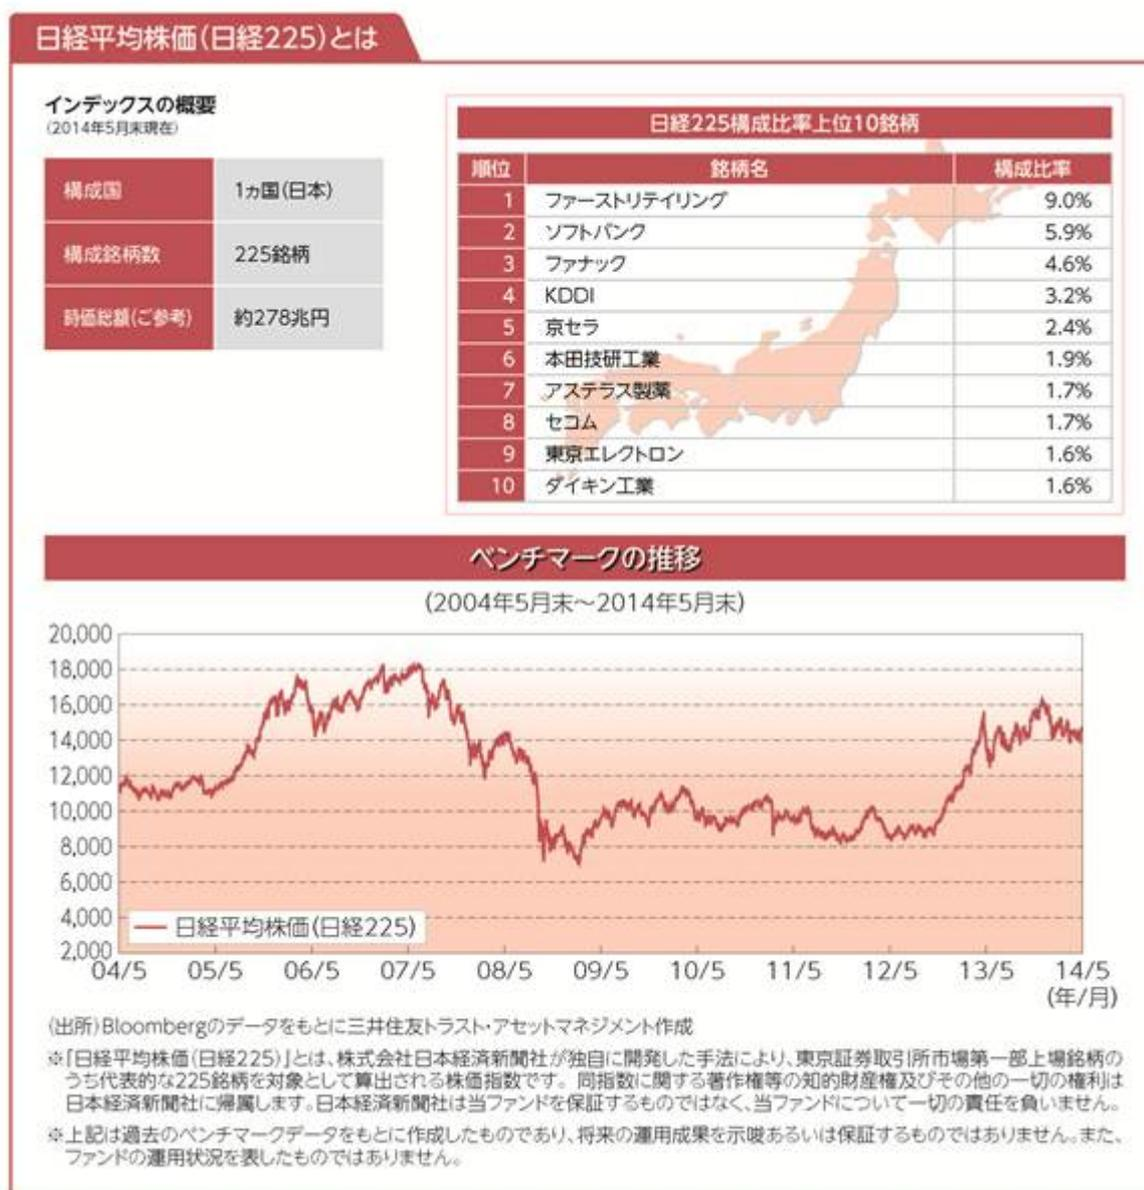 日経平均株価(日経225)とは
インデックスの概要
(2014年5月末現在)
構成国 1ヵ国(日本)
構成銘柄数 225銘柄
時価総額(ご参考) 約278兆円
日経225構成比率上位10銘柄
順位 銘柄名 構成比率
1 ファーストリテイリング 9.0%
2 ソフトバンク 5.9%
3 ファナック 4.6%
4 KDDI 3.2%
5 京セラ 2.4%
6 本田技研工業 1.9%
7 アステラス製薬 1.7%
8 セコム 1.7%
9 東京エレクトロン 1.6%
10 ダイキン工業 1.6%
ベンチマークの推移
(2004年5月末～2014年5月末)
20,000
18,000
16,000
14,000
12,000
10,000
8,000
6,000
4,000
2,000
日経平均株価(日経225)
04/5 05/5 06/5 07/5 08/5 09/5 10/5 11/5 12/5 13/5 14/5
(年/月)
(出所)Bloombergのデータをもとに三井住友トラスト・アセットマネジメント作成
※「日経平均株価(日経225)」とは、株式会社日本経済新聞社が独自に開発した手法により、東京証券取引所市場第一部上場銘柄の
うち代表的な225銘柄を対象として算出される株価指数です。同指数に関する著作権等の知的財産権及びその他の一切の権利は
日本経済新聞社に帰属します。日本経済新聞社は当ファンドを保証するものではなく、当ファンドについて一切の責任を負いません。
※上記は過去のベンチマークデータをもとに作成したものであり、将来の運用成果を示唆あるいは保証するものではありません。また、
ファンドの運用状況を表したものではありません。